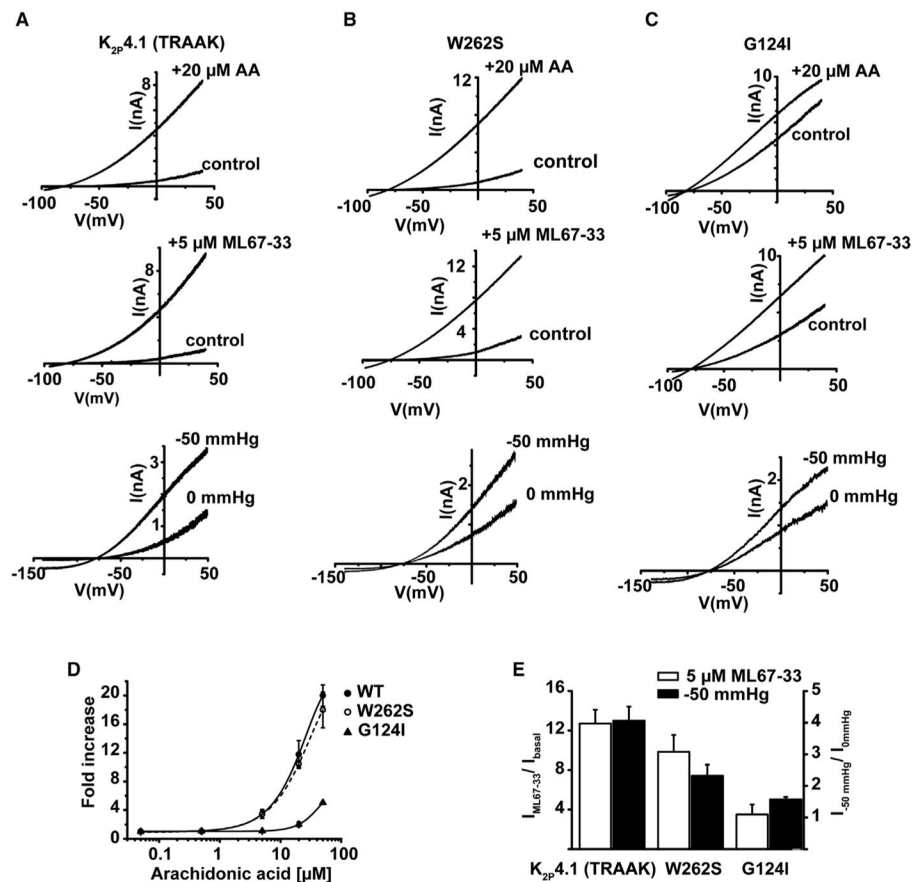 A
B
C
K2P4.1 (TRAAK)
W262S
G124I
+20 µM AA
8
I(nA)
control
-100 -50 50
V(mV)
+20 µM AA
12
I(nA)
control
-100 -50 50
V(mV)
+20 µM AA
10
I(nA)
control
-100 -50 50
V(mV)
+5 µM ML67-33
8
I(nA)
control
-100 -50 50
V(mV)
+5 µM ML67-33
12
I(nA)
4
control
-100 -50 50
V(mV)
+5 µM ML67-33
10
I(nA)
control
-100 -50 50
V(mV)
-50 mmHg
3
I(nA)
0 mmHg
1
-150 -50 50
V(mV)
-50 mmHg
2
I(nA)
0 mmHg
-150 -50 50
V(mV)
-50 mmHg
2
I(nA)
0 mmHg
-150 -50 50
V(mV)
D
Fold increase
20
16
12
8
4
0
WT
W262S
G124I
0.1 1 10 100
Arachidonic acid [µM]
E
5 µM ML67-33
-50 mmHg
IML67-33/ Ibasal
16
12
8
4
5
4
3
2
1
I-50 mmHg/ I0mmHg
K2P4.1 (TRAAK) W262S G124I